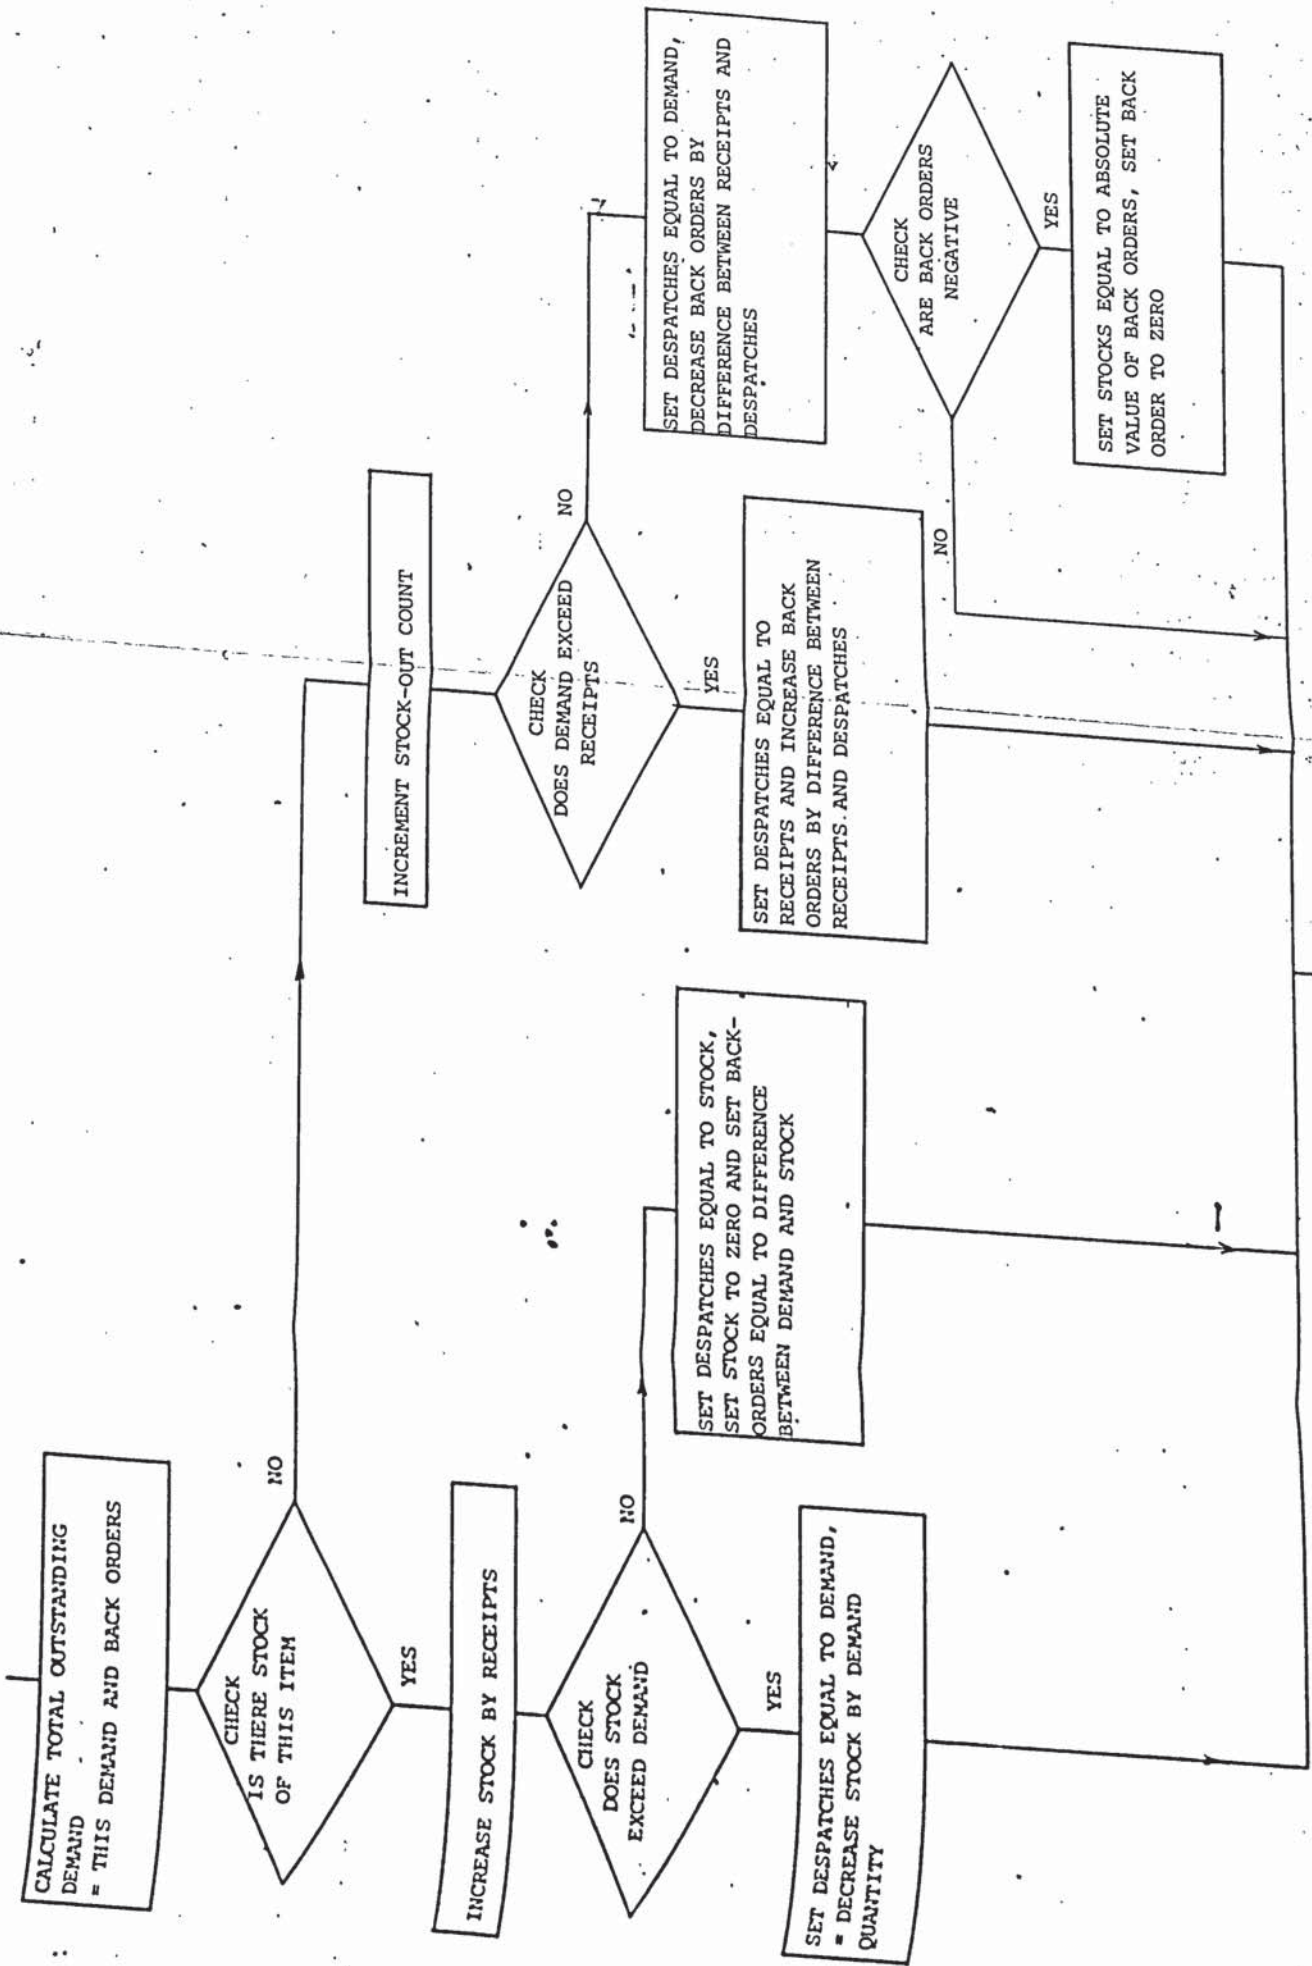 CALCULATE TOTAL OUTSTANDING
DEMAND
= THIS DEMAND AND BACK ORDERS
CHECK
IS THERE STOCK
OF THIS ITEM
NO
YES
INCREASE STOCK BY RECEIPTS
CHECK
DOES STOCK
EXCEED DEMAND
NO
YES
SET DESPATCHES EQUAL TO DEMAND,
= DECREASE STOCK BY DEMAND
QUANTITY
SET DESPATCHES EQUAL TO STOCK,
SET STOCK TO ZERO AND SET BACK-
ORDERS EQUAL TO DIFFERENCE
BETWEEN DEMAND AND STOCK
INCREMENT STOCK-OUT COUNT
CHECK
DOES DEMAND EXCEED
RECEIPTS
NO
YES
SET DESPATCHES EQUAL TO
RECEIPTS AND INCREASE BACK
ORDERS BY DIFFERENCE BETWEEN
RECEIPTS AND DESPATCHES
SET DESPATCHES EQUAL TO DEMAND,
DECREASE BACK ORDERS BY
DIFFERENCE BETWEEN RECEIPTS AND
DESPATCHES
CHECK
ARE BACK ORDERS
NEGATIVE
NO
YES
SET STOCKS EQUAL TO ABSOLUTE
VALUE OF BACK ORDERS, SET BACK
ORDER TO ZERO